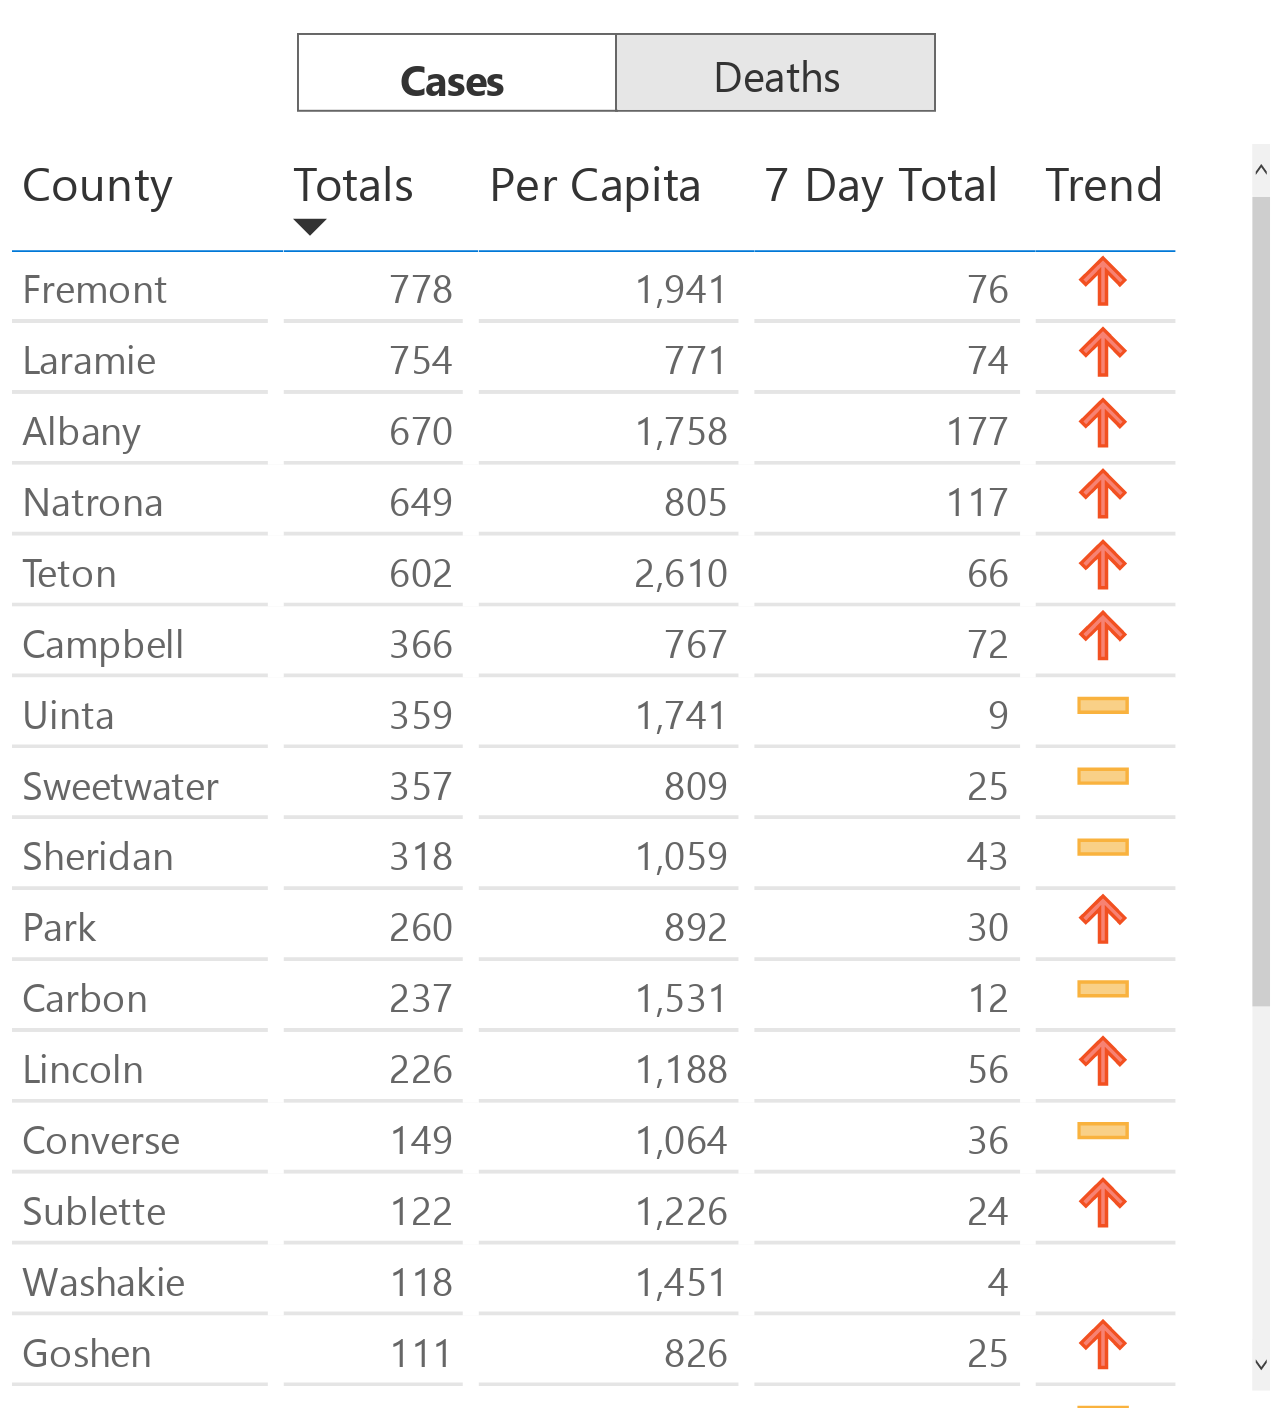 Cases Deaths
County Totals Per Capita 7 Day Total Trend
Fremont 778 1,941 76
Laramie 754 771 74
Albany 670 1,758 177
Natrona 649 805 117
Teton 602 2,610 66
Campbell 366 767 72
Uinta 359 1,741 9
Sweetwater 357 809 25
Sheridan 318 1,059 43
Park 260 892 30
Carbon 237 1,531 12
Lincoln 226 1,188 56
Converse 149 1,064 36
Sublette 122 1,226 24
Washakie 118 1,451 4
Goshen 111 826 25